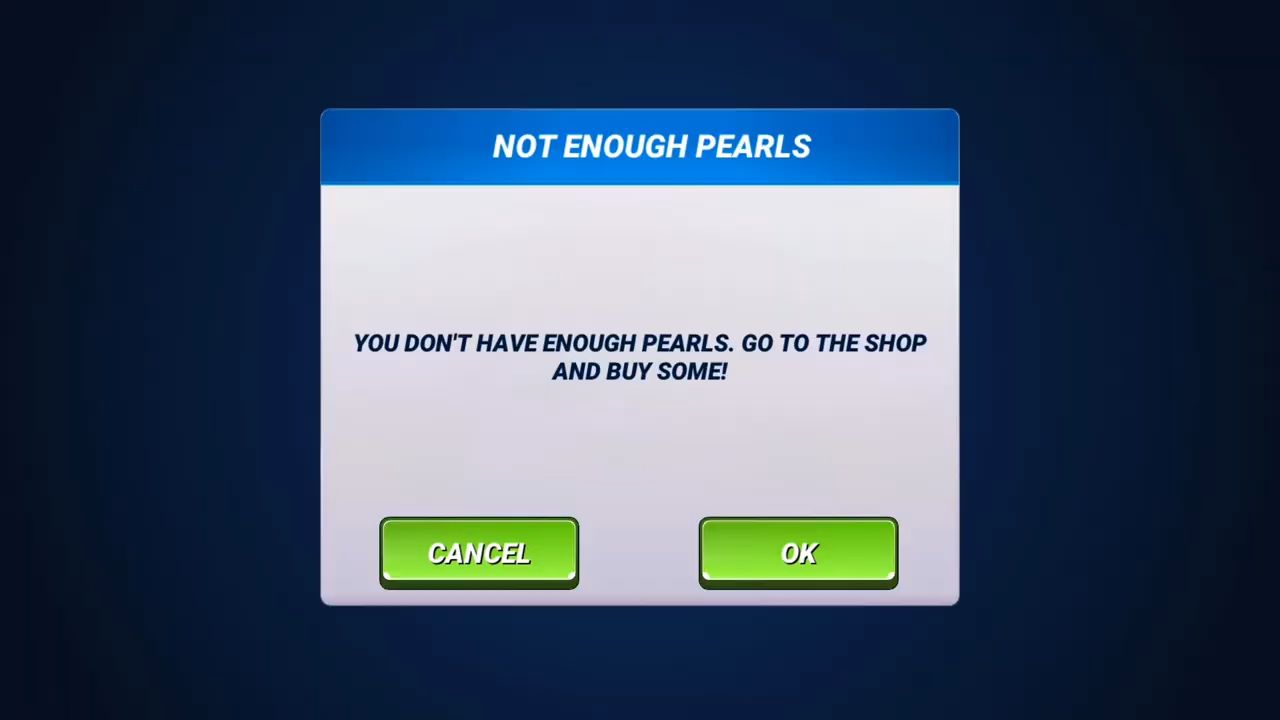 NOT ENOUGH PEARLS
YOU DON'T HAVE ENOUGH PEARLS. GO TO THE SHOP
AND BUY SOME!
CANCEL
OK